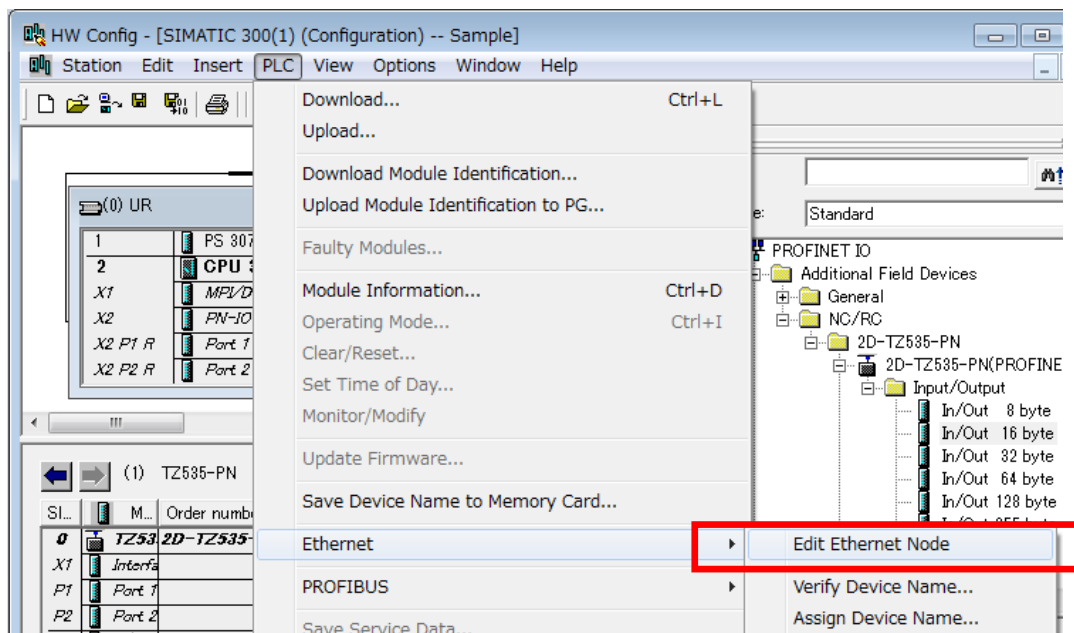 HW Config - [SIMATIC 300(1) (Configuration) -- Sample]
Station Edit Insert PLC View Options Window Help
Download... Ctrl+L
Upload...
Download Module Identification...
Upload Module Identification to PG...
Faulty Modules...
Module Information... Ctrl+D
Operating Mode... Ctrl+I
Clear/Reset...
Set Time of Day...
Monitor/Modify
Update Firmware...
Save Device Name to Memory Card...
Ethernet
PROFIBUS
Save Service Data...
Edit Ethernet Node
Verify Device Name...
Assign Device Name...
(0) UR
1 PS 307
2 CPU
X1 MPI/D
X2 PN-IO
X2 P1 R Port 1
X2 P2 R Port 2
(1) TZ535-PN
Sl... M... Order numb
0 TZ53 2D-TZ535-
X1 Interfa
P1 Port 1
P2 Port 2
e: Standard
PROFINET IO
Additional Field Devices
General
NC/RC
2D-TZ535-PN
2D-TZ535-PN(PROFINE
Input/Output
In/Out 8 byte
In/Out 16 byte
In/Out 32 byte
In/Out 64 byte
In/Out 128 byte